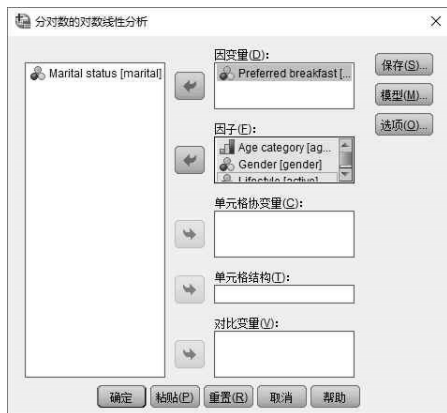 分对数的对数线性分析
Marital status [marital]
因变量(D):
Preferred breakfast [...
因子(F):
Age category [ag...
Gender [gender]
Lifestyle [active]
单元格协变量(C):
单元格结构(T):
对比变量(V):
保存(S)...
模型(M)...
选项(O)...
确定 粘贴(P) 重置(R) 取消 帮助